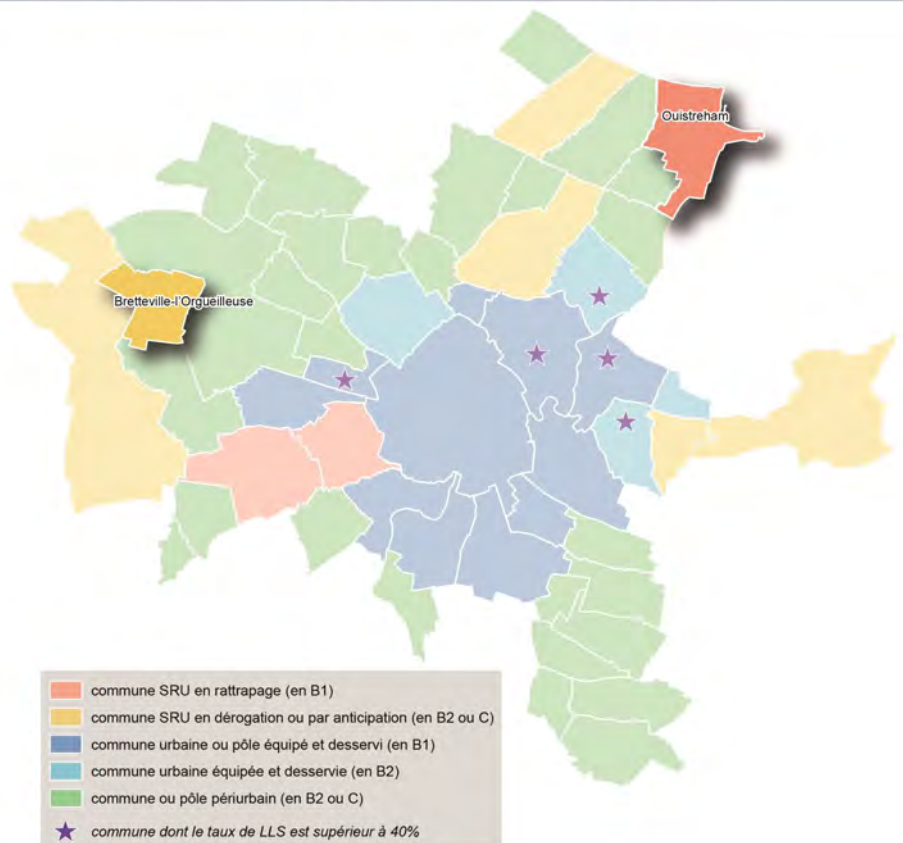 Ouistreham
Bretteville-l'Orgueilleuse
commune SRU en rattrapage (en B1)
commune SRU en dérogation ou par anticipation (en B2 ou C)
commune urbaine ou pôle équipé et desservi (en B1)
commune urbaine équipée et desservie (en B2)
commune ou pôle périurbain (en B2 ou C)
commune dont le taux de LLS est supérieur à 40%